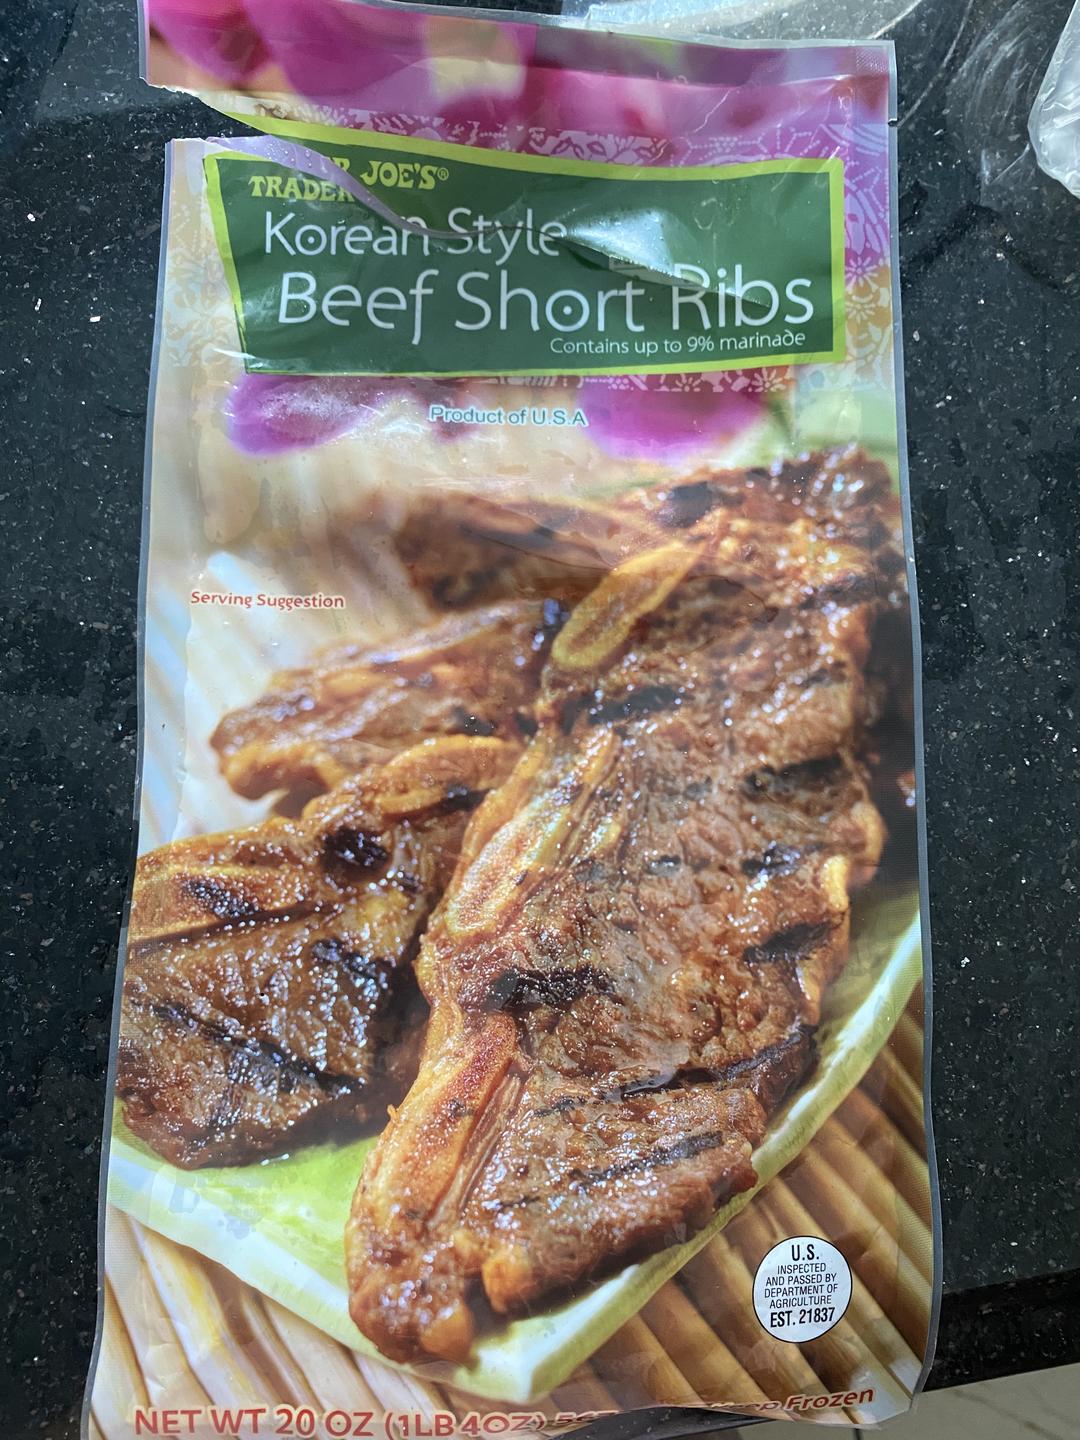 TRADER JOE'S®
Korean Style
Beef Short Ribs
Contains up to 9% marinade
Product of U.S.A
Serving Suggestion
U.S.
INSPECTED
AND PASSED BY
DEPARTMENT OF
AGRICULTURE
EST. 21837
NET WT 20 OZ (1LB 4OZ)
Keep Frozen